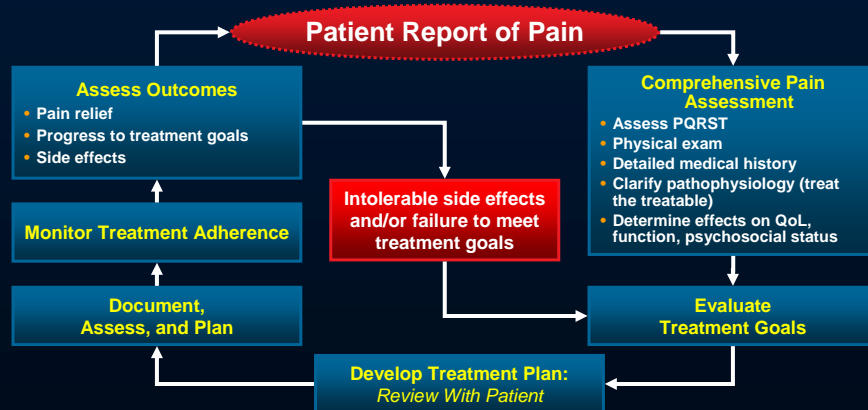 Patient Report of Pain
Assess Outcomes
• Pain relief
• Progress to treatment goals
• Side effects
Comprehensive Pain
Assessment
• Assess PQRST
• Physical exam
• Detailed medical history
• Clarify pathophysiology (treat
the treatable)
• Determine effects on QoL,
function, psychosocial status
Intolerable side effects
and/or failure to meet
treatment goals
Monitor Treatment Adherence
Document,
Assess, and Plan
Evaluate
Treatment Goals
Develop Treatment Plan:
Review With Patient